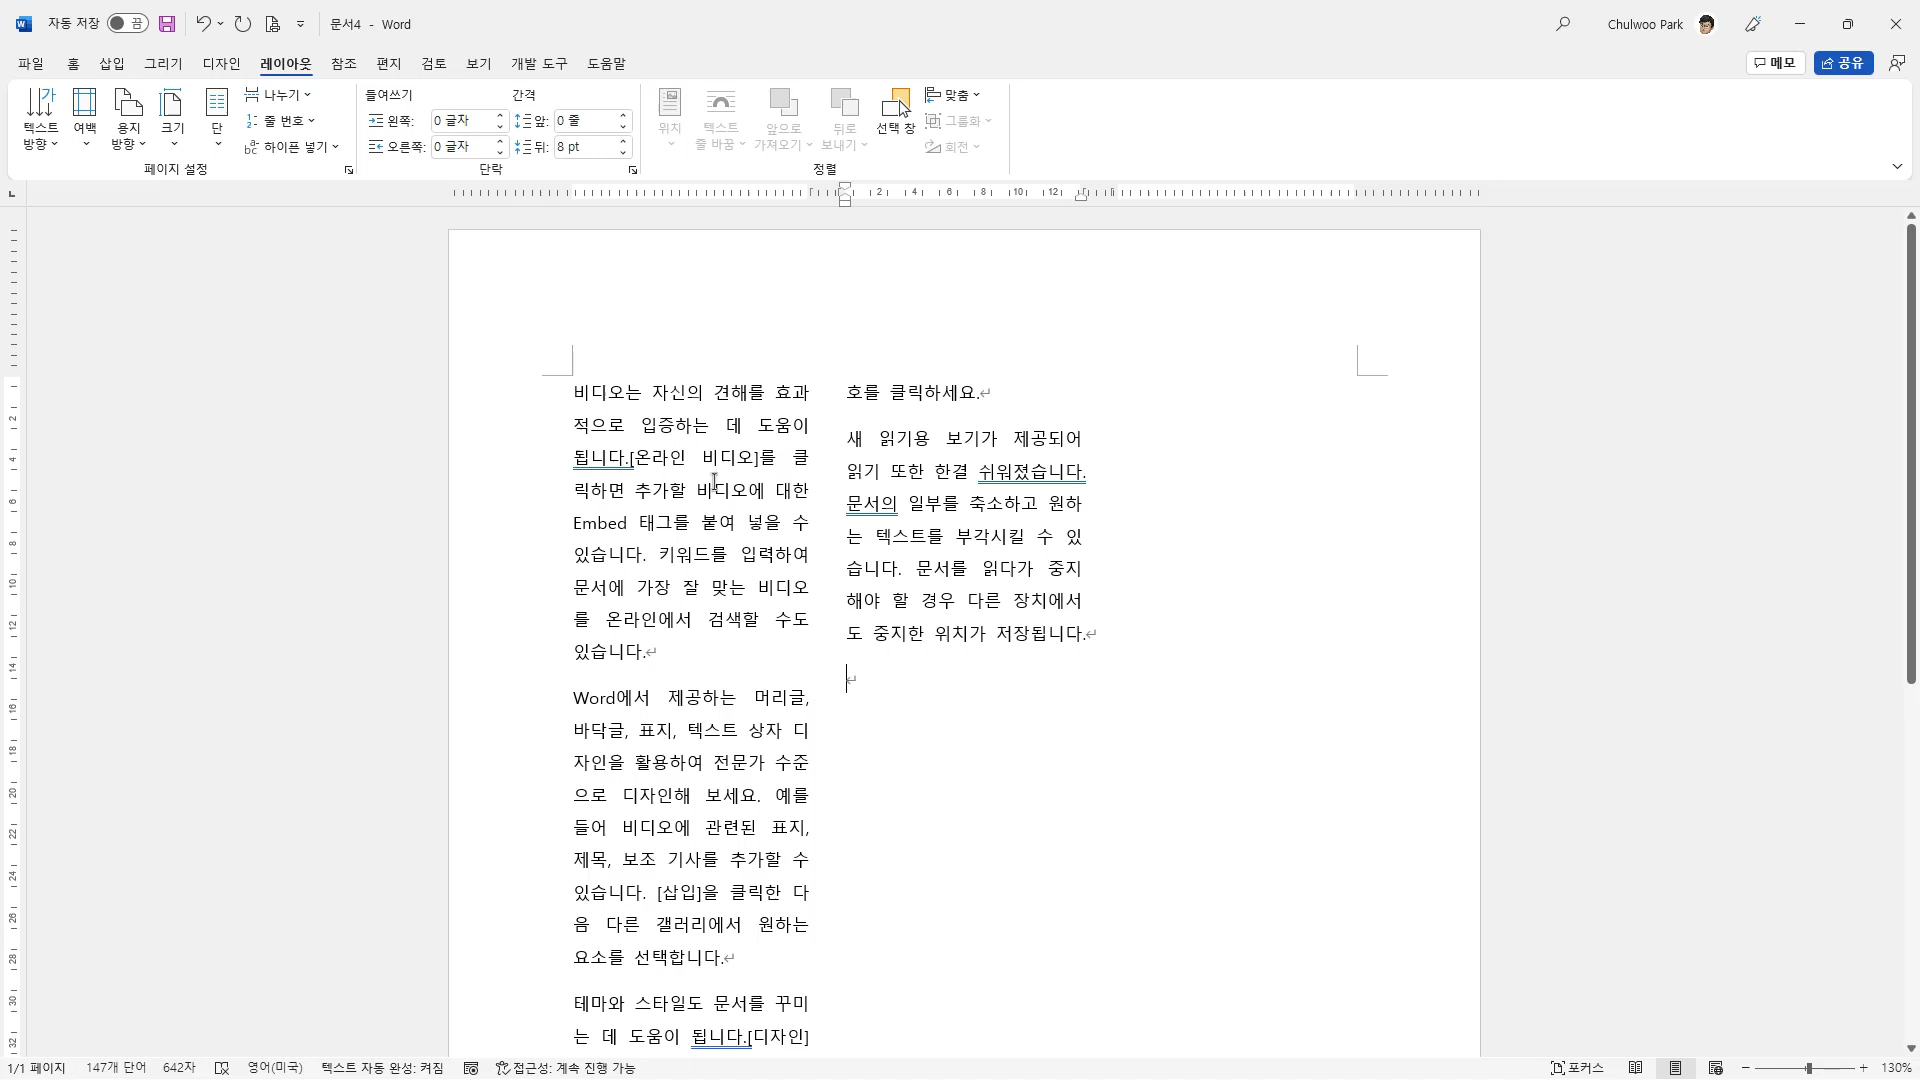 자동 저장 끔 문서4 - Word Chulwoo Park
파일 홈 삽입 그리기 디자인 레이아웃 참조 편지 검토 보기 개발 도구 도움말 메모 공유
텍스트 방향
여백
용지 방향
크기
단
나누기
줄 번호
하이픈 넣기
페이지 설정
들여쓰기 간격
왼쪽: 0 글자 앞: 0 줄
오른쪽: 0 글자 뒤: 8 pt
단락
위치
텍스트 줄 바꿈
앞으로 가져오기
뒤로 보내기
선택 창
맞춤
그룹화
회전
정렬
2 4 6 8 10 12
2
4
6
8
10
12
14
16
18
20
22
24
26
28
30
32
비디오는 자신의 견해를 효과
적으로 입증하는 데 도움이
됩니다.[온라인 비디오]를 클
릭하면 추가할 비디오에 대한
Embed 태그를 붙여 넣을 수
있습니다. 키워드를 입력하여
문서에 가장 잘 맞는 비디오
를 온라인에서 검색할 수도
있습니다.↵
Word에서 제공하는 머리글,
바닥글, 표지, 텍스트 상자 디
자인을 활용하여 전문가 수준
으로 디자인해 보세요. 예를
들어 비디오에 관련된 표지,
제목, 보조 기사를 추가할 수
있습니다. [삽입]을 클릭한 다
음 다른 갤러리에서 원하는
요소를 선택합니다.↵
테마와 스타일도 문서를 꾸미
는 데 도움이 됩니다.[디자인]
호를 클릭하세요.↵
새 읽기용 보기가 제공되어
읽기 또한 한결 쉬워졌습니다.
문서의 일부를 축소하고 원하
는 텍스트를 부각시킬 수 있
습니다. 문서를 읽다가 중지
해야 할 경우 다른 장치에서
도 중지한 위치가 저장됩니다.↵
↵
1/1 페이지 147개 단어 642자 영어(미국) 텍스트 자동 완성: 켜짐 접근성: 계속 진행 가능 포커스 130%